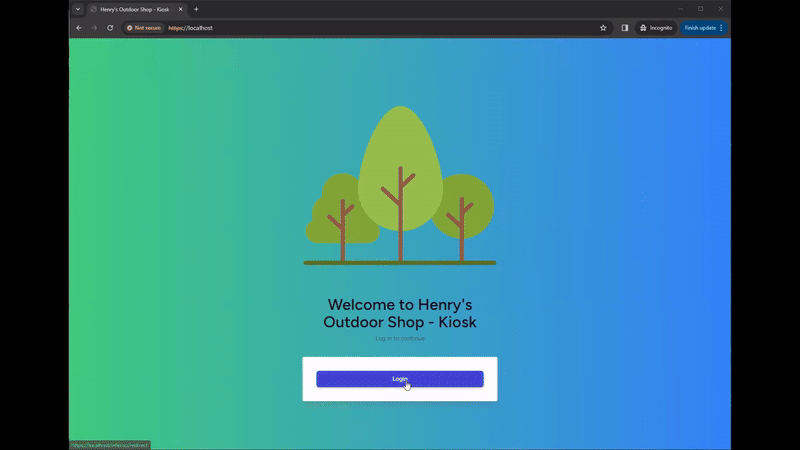 Henry's Outdoor Shop - Kiosk
Not secure
https://localhost
Incognito
Finish update
Welcome to Henry's
Outdoor Shop - Kiosk
Log in to continue
Login